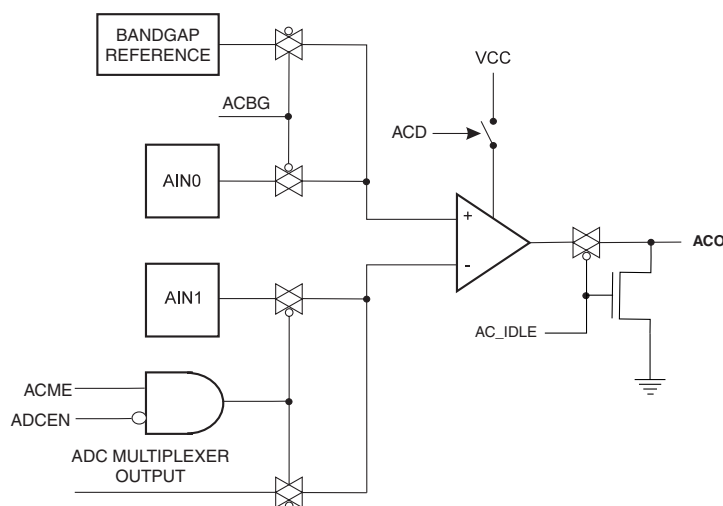 BANDGAP
REFERENCE
VCC
ACBG
ACD
AIN0
+
ACO
-
AIN1
AC_IDLE
ACME
ADCEN
ADC MULTIPLEXER
OUTPUT